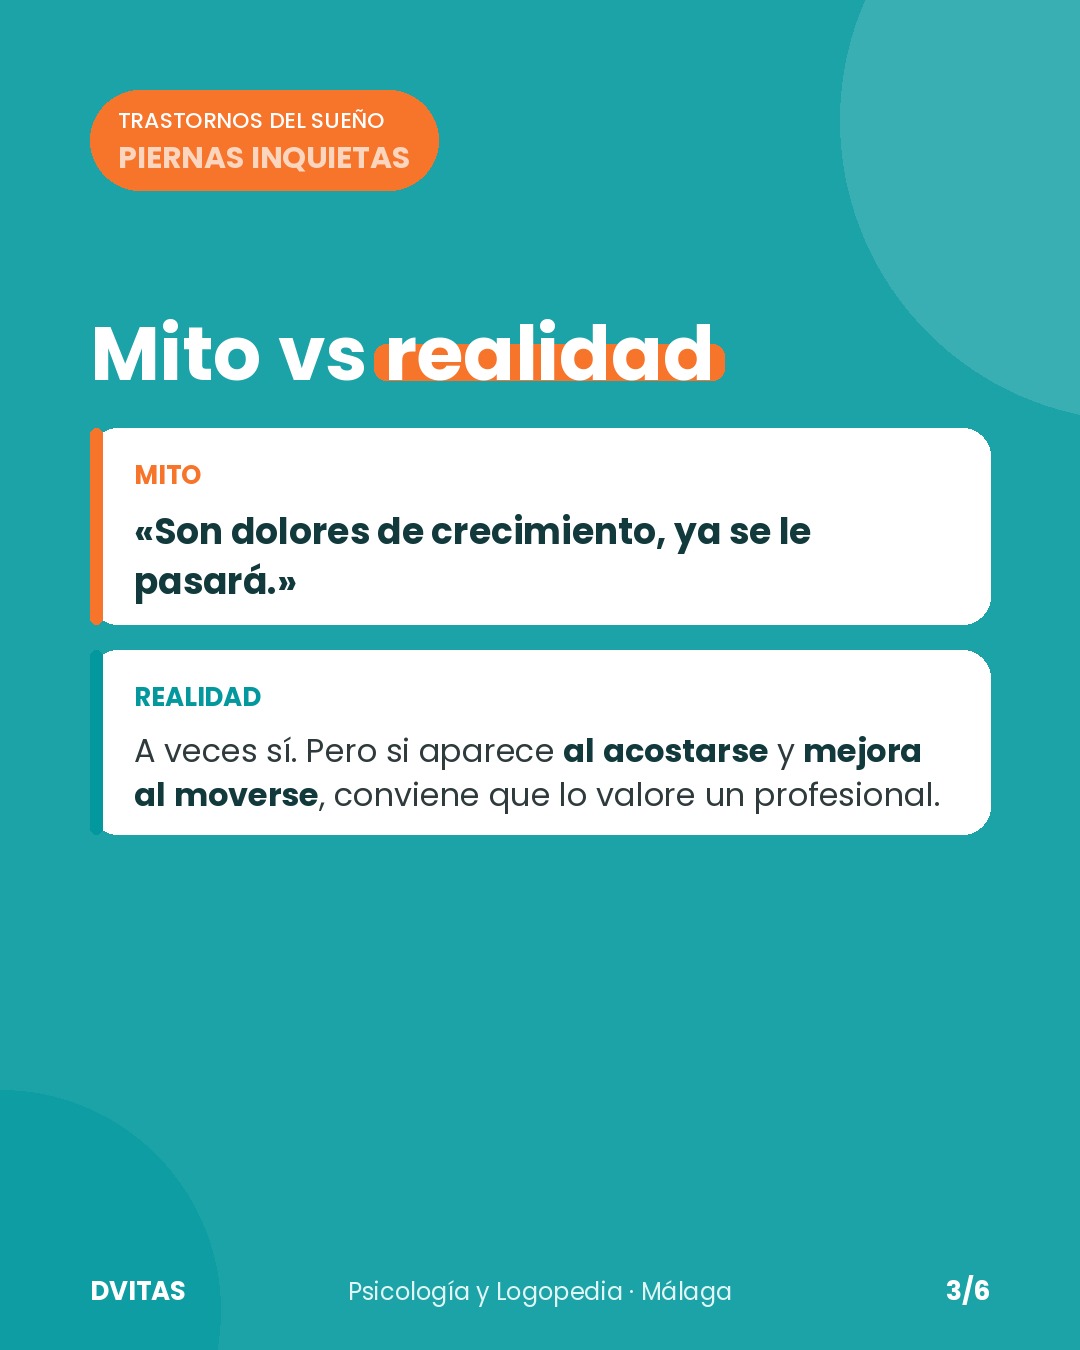 TRASTORNOS DEL SUEÑO
PIERNAS INQUIETAS
Mito vs realidad
MITO
«Son dolores de crecimiento, ya se le
pasará.»
REALIDAD
A veces sí. Pero si aparece al acostarse y mejora
al moverse, conviene que lo valore un profesional.
DVITAS
Psicología y Logopedia · Málaga
3/6